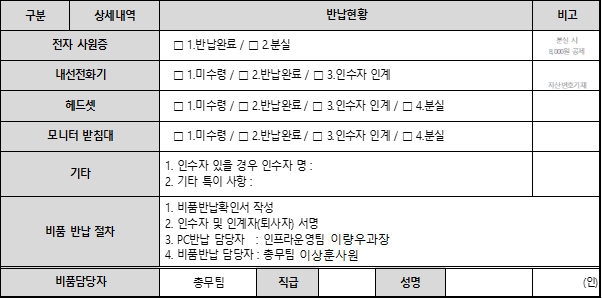 구분 상세내역 반납현황 비고
전자 사원증 □ 1.반납완료 / □ 2.분실 분실 시
8,000원 공제
내선전화기 □ 1.미수령 / □ 2.반납완료 / □ 3.인수자 인계 자산번호기재
헤드셋 □ 1.미수령 / □ 2.반납완료 / □ 3.인수자 인계 / □ 4.분실
모니터 받침대 □ 1.미수령 / □ 2.반납완료 / □ 3.인수자 인계 / □ 4.분실
기타 1. 인수자 있을 경우 인수자 명 :
2. 기타 특이 사항 :
비품 반납 절차 1. 비품반납확인서 작성
2. 인수자 및 인계자(퇴사자) 서명
3. PC반납 담당자 : 인프라운영팀 이량우과장
4. 비품반납 담당자 : 총무팀 이상훈사원
비품담당자 총무팀 직급 성명 (인)